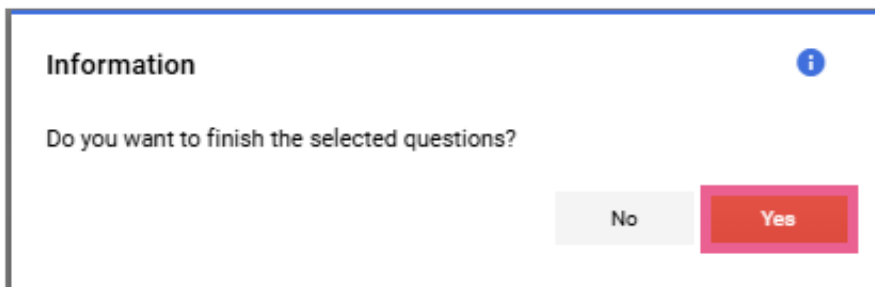 Information
Do you want to finish the selected questions?
No
Yes